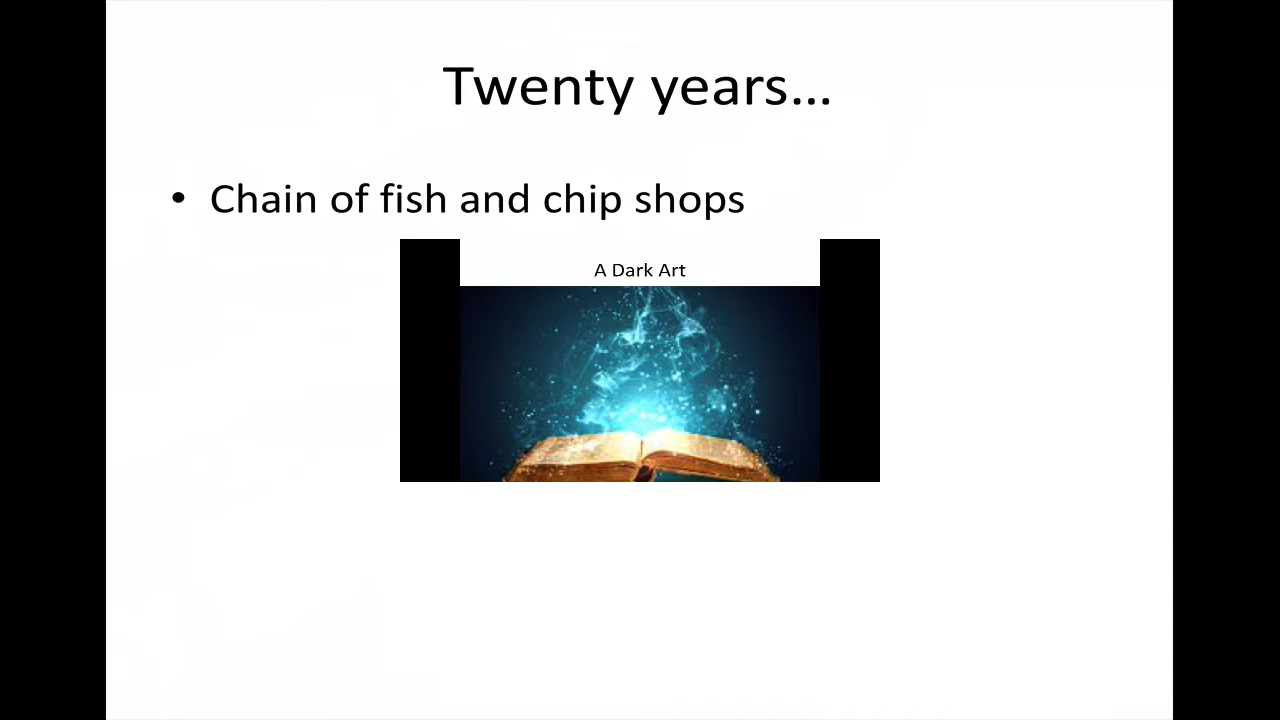 Twenty years…
• Chain of fish and chip shops
A Dark Art